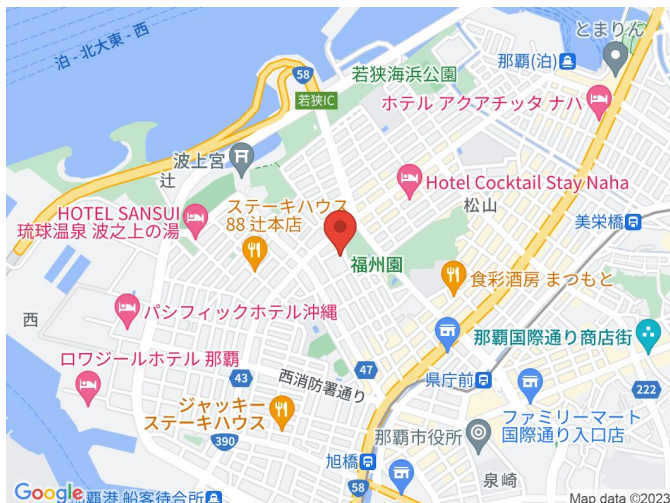 とまりん
那覇(泊)
泊 - 北大東 - 西
58
若狭海浜公園
若狭IC
ホテル アクアチッタ ナハ
波上宮
辻
Hotel Cocktail Stay Naha
松山
HOTEL SANSUI
琉球温泉 波之上の湯
ステーキハウス
88 辻本店
美栄橋
福州園
食彩酒房 まつもと
パシフィックホテル沖縄
西
那覇国際通り商店街
ロワジールホテル 那覇
43
西消防署通り
47
県庁前
222
ジャッキー
ステーキハウス
390
ファミリーマート
国際通り入口店
那覇市役所
旭橋
泉崎
58
Google
那覇港 船客待合所
Map data ©2023